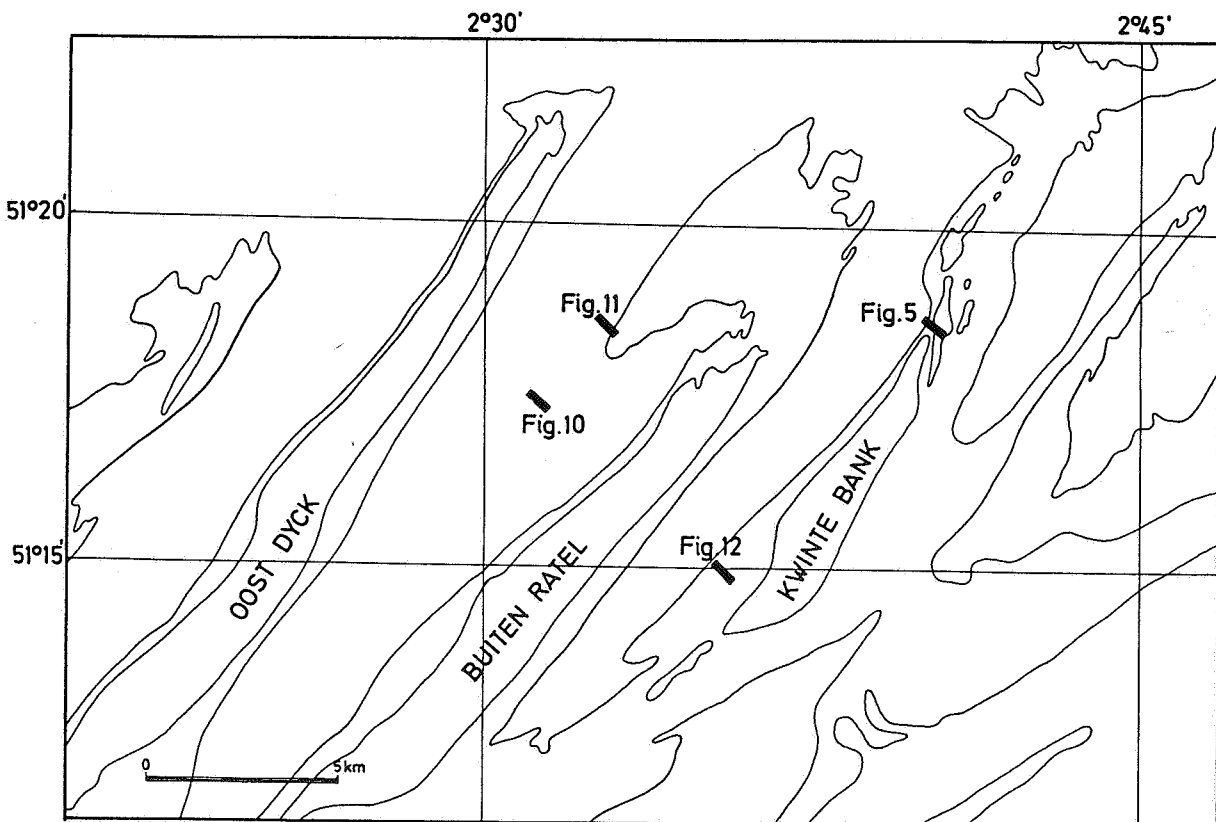 2°30'
2°45'
51°20'
Fig.11
Fig.5
Fig.10
51°15'
OOST DYCK
BUITEN RATEL
Fig.12
KWINTE BANK
0
5km